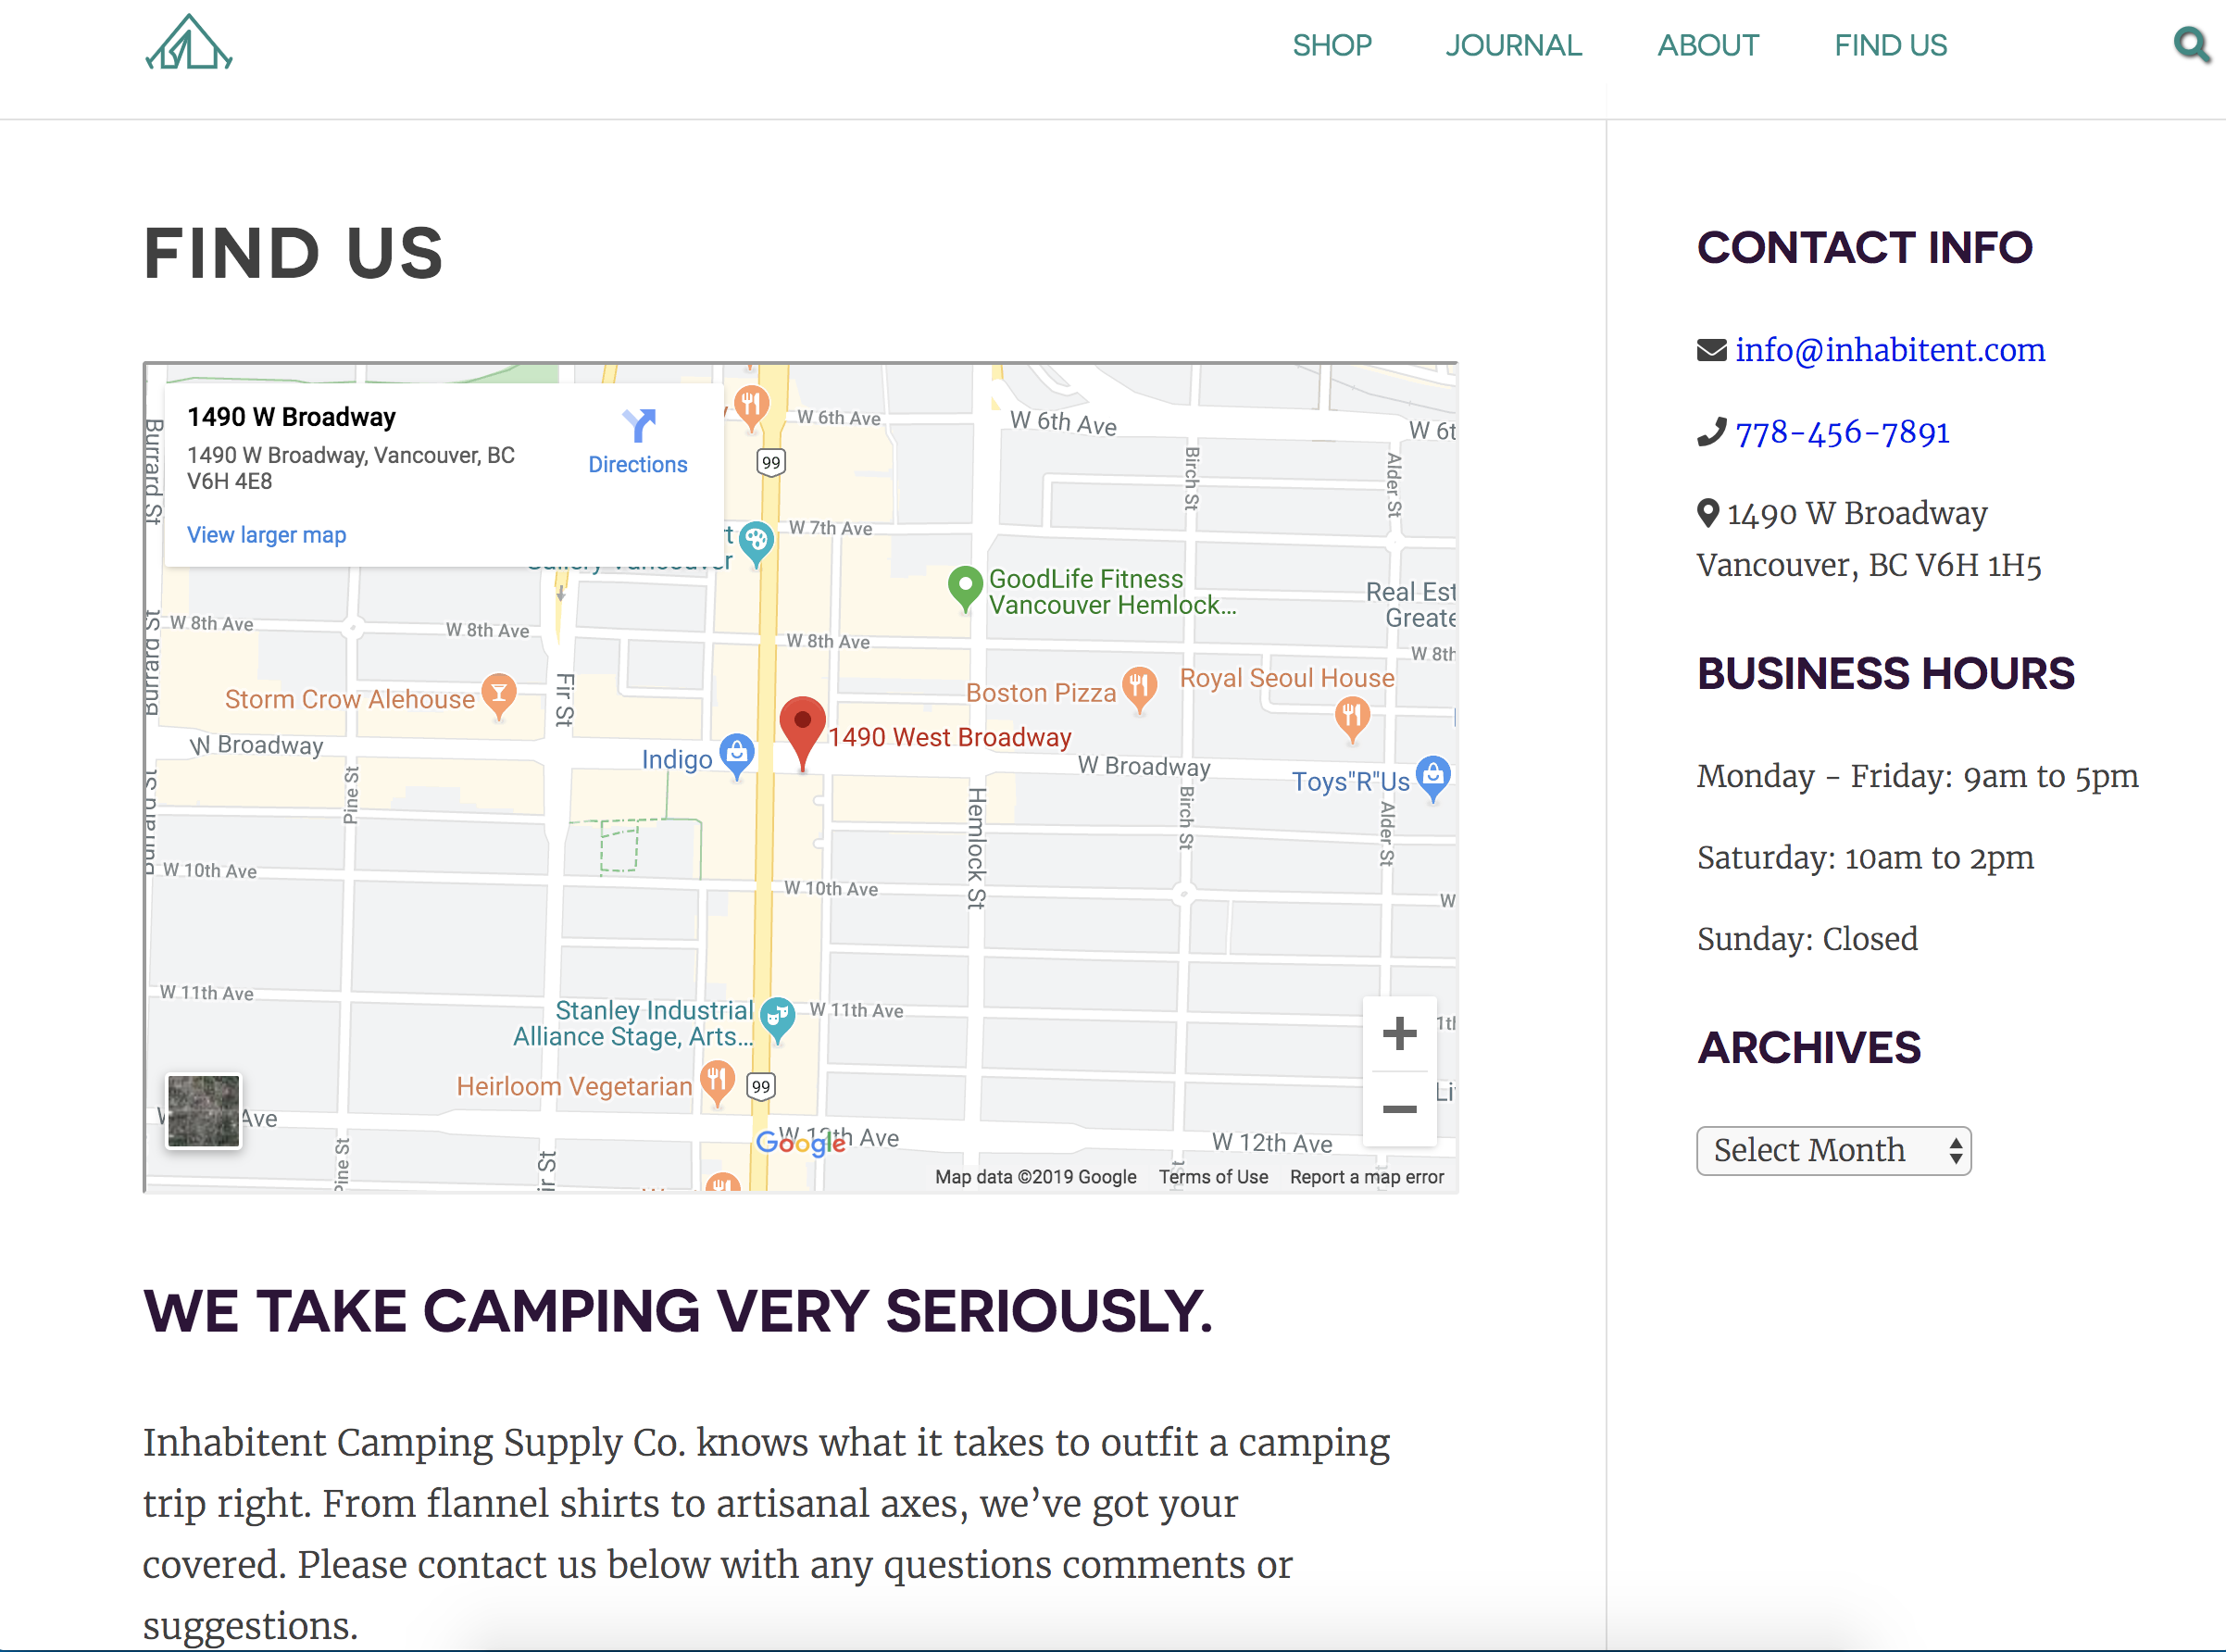 SHOP JOURNAL ABOUT FIND US
FIND US
1490 W Broadway
1490 W Broadway, Vancouver, BC
V6H 4E8
Directions
View larger map
Burrard St
W 6th Ave
W 6th Ave
W 6t
99
Birch St
Alder St
W 7th Ave
GoodLife Fitness
Vancouver Hemlock...
Real Est
Greate
W 8th Ave
W 8th Ave
W 8th Ave
W 8th
Burrard St
Storm Crow Alehouse
Fir St
Boston Pizza
Royal Seoul House
1490 West Broadway
W Broadway
Indigo
W Broadway
Toys"R"Us
Pine St
Hemlock St
Birch St
Alder St
W 10th Ave
W 10th Ave
W
W 11th Ave
Stanley Industrial
Alliance Stage, Arts...
W 11th Ave
Heirloom Vegetarian
99
Ave
Google
W 12th Ave
W 12th Ave
Pine St
ir St
Map data ©2019 Google Terms of Use Report a map error
WE TAKE CAMPING VERY SERIOUSLY.
Inhabitent Camping Supply Co. knows what it takes to outfit a camping
trip right. From flannel shirts to artisanal axes, we’ve got your
covered. Please contact us below with any questions comments or
suggestions.
CONTACT INFO
info@inhabitent.com
778-456-7891
1490 W Broadway
Vancouver, BC V6H 1H5
BUSINESS HOURS
Monday - Friday: 9am to 5pm
Saturday: 10am to 2pm
Sunday: Closed
ARCHIVES
Select Month